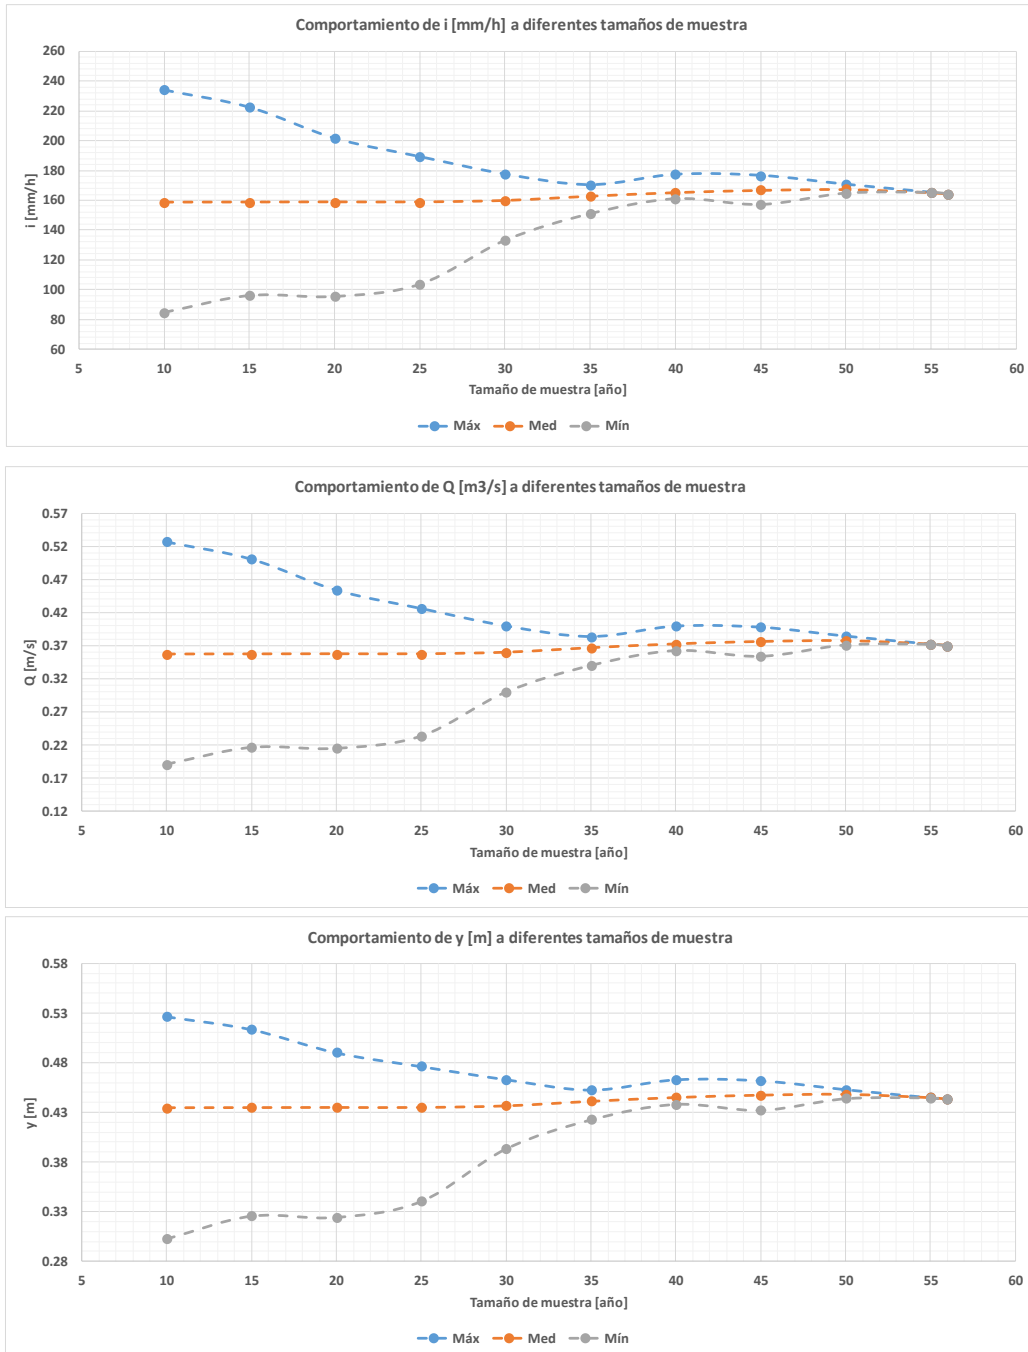 Comportamiento de i [mm/h] a diferentes tamaños de muestra
260
240
220
200
180
160
140
120
100
80
60
i [mm/h]
5 10 15 20 25 30 35 40 45 50 55 60
Tamaño de muestra [año]
Máx Med Mín
Comportamiento de Q [m3/s] a diferentes tamaños de muestra
0.57
0.52
0.47
0.42
0.37
0.32
0.27
0.22
0.17
0.12
Q [m/s]
5 10 15 20 25 30 35 40 45 50 55 60
Tamaño de muestra [año]
Máx Med Mín
Comportamiento de y [m] a diferentes tamaños de muestra
0.58
0.53
0.48
0.43
0.38
0.33
0.28
y [m]
5 10 15 20 25 30 35 40 45 50 55 60
Tamaño de muestra [año]
Máx Med Mín